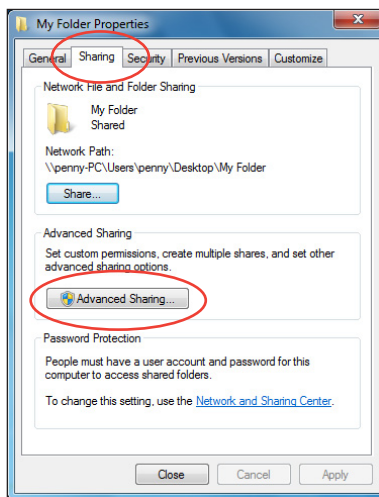 My Folder Properties
General Sharing Security Previous Versions Customize
Network File and Folder Sharing
My Folder
Shared
Network Path:
\\penny-PC\Users\penny\Desktop\My Folder
Share...
Advanced Sharing
Set custom permissions, create multiple shares, and set other
advanced sharing options.
Advanced Sharing...
Password Protection
People must have a user account and password for this
computer to access shared folders.
To change this setting, use the Network and Sharing Center.
Close Cancel Apply